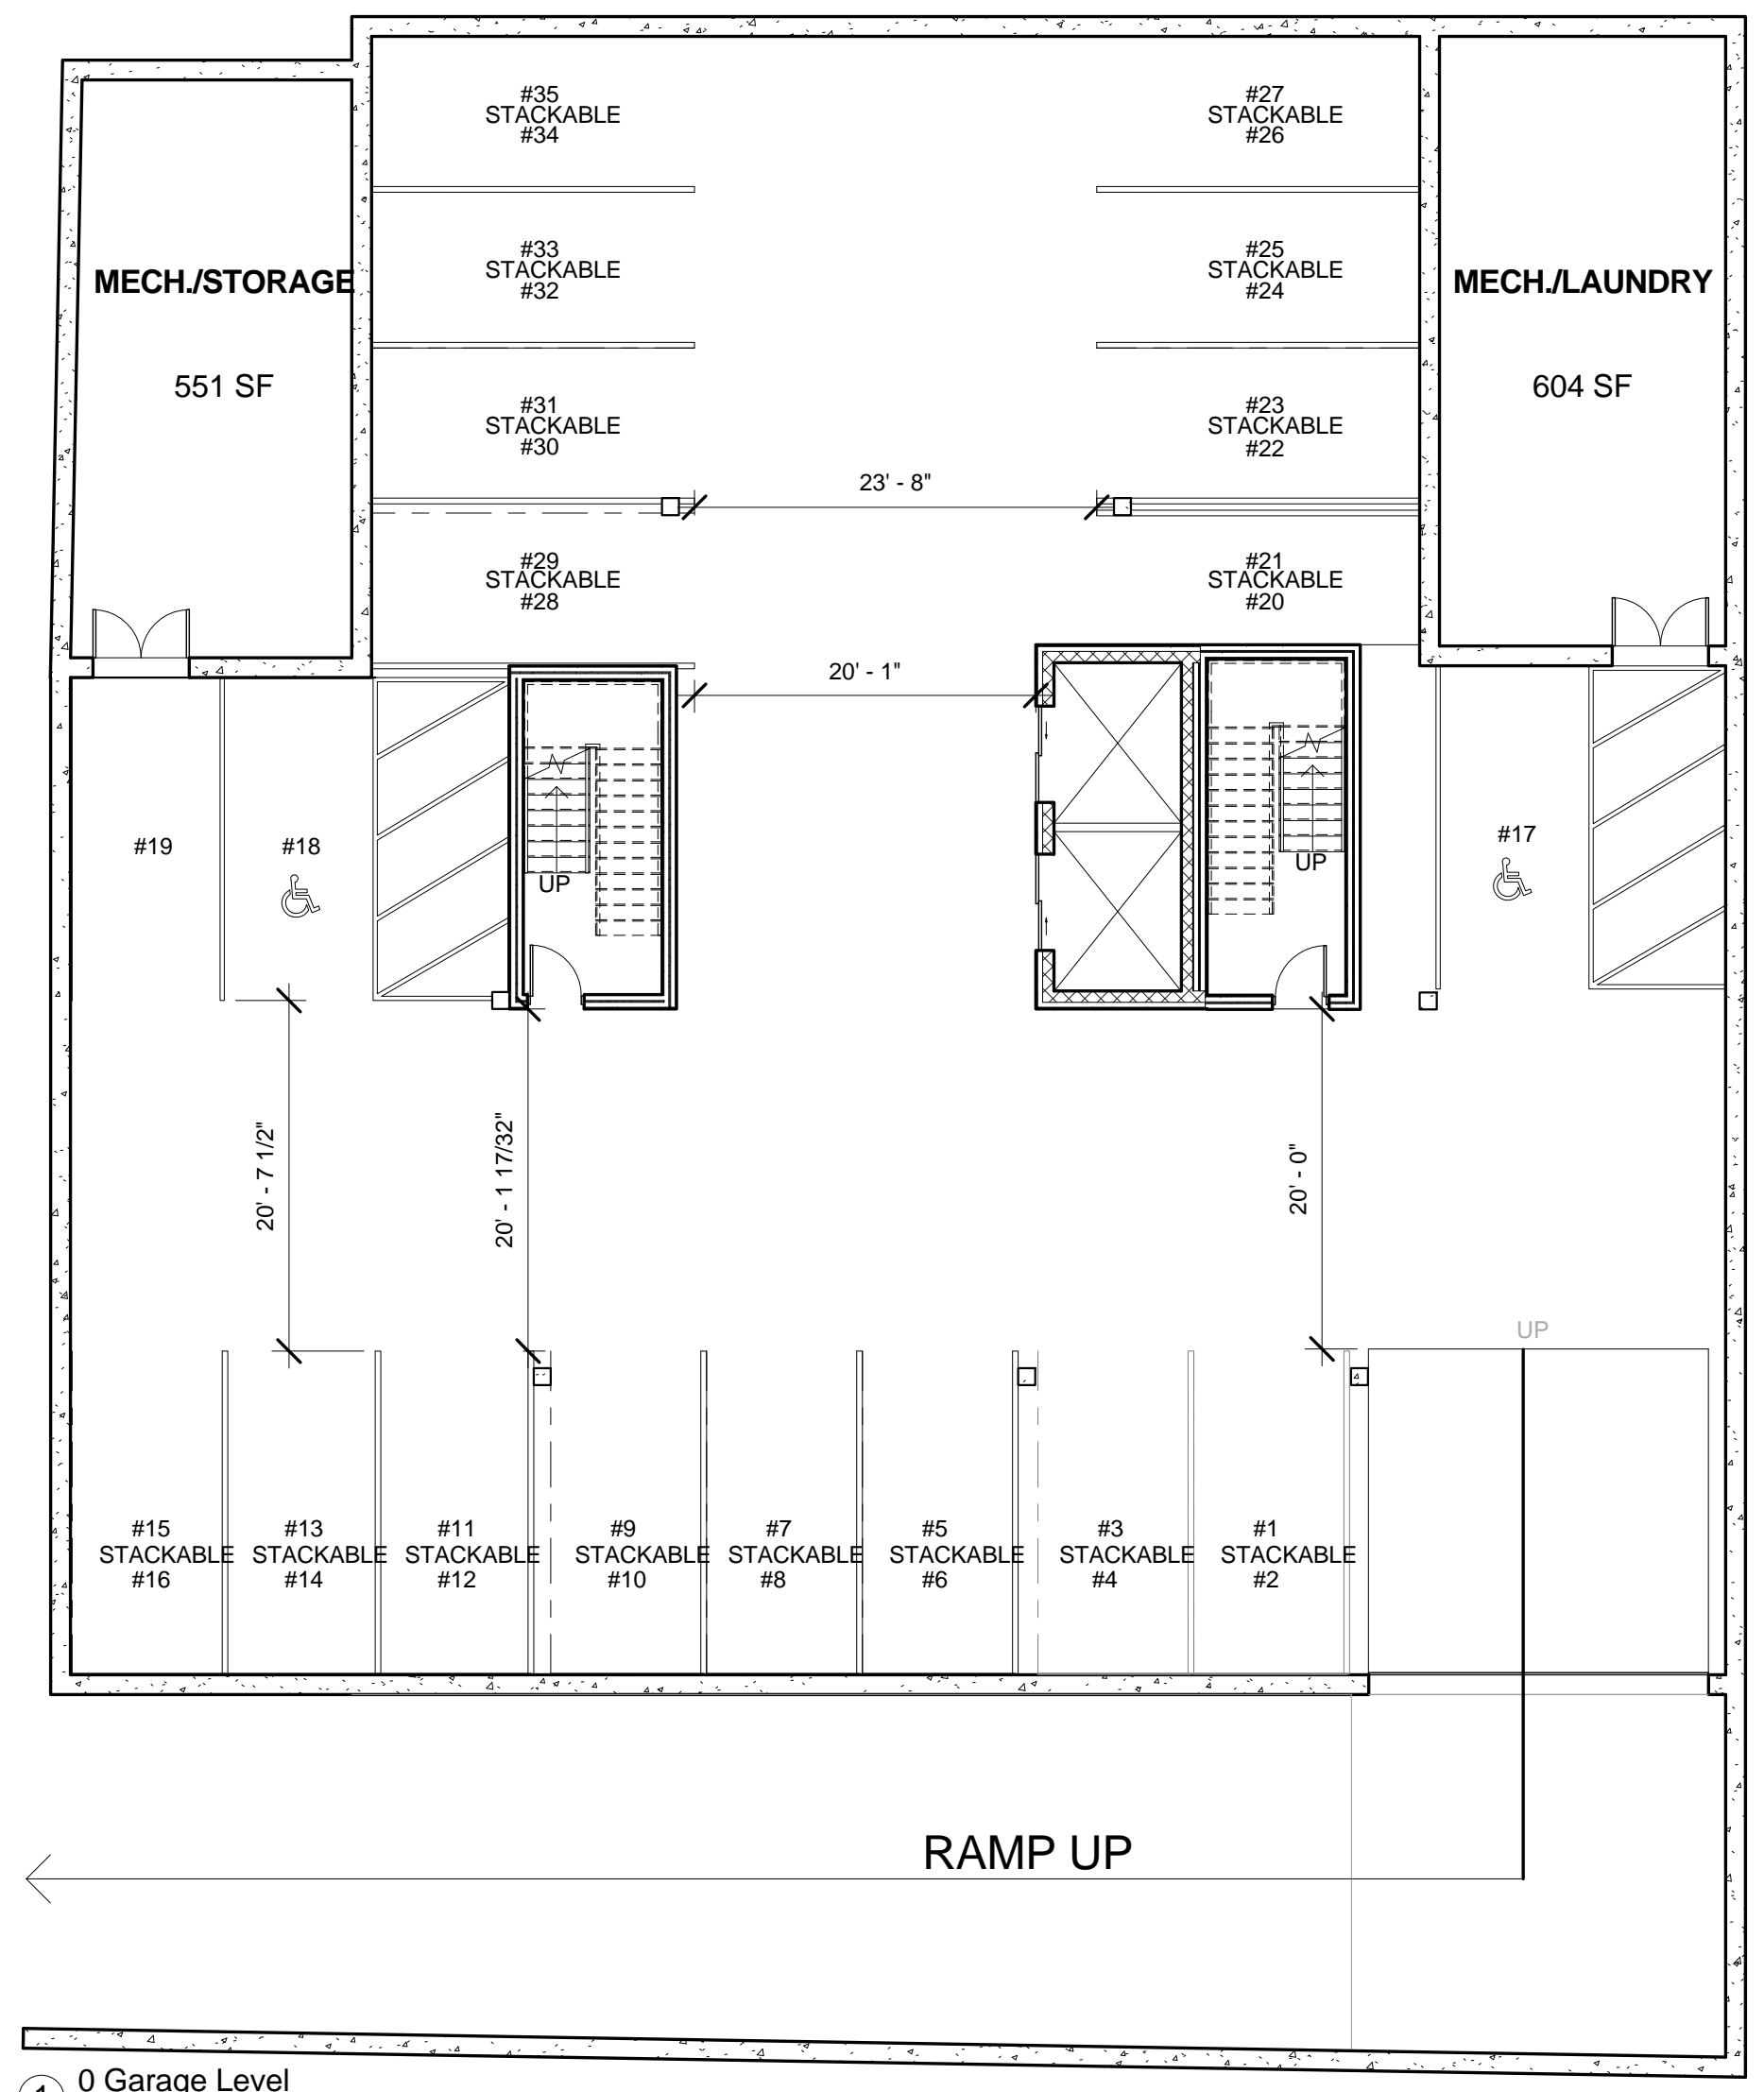 #35
STACKABLE
#34
#27
STACKABLE
#26
#33
STACKABLE
#32
#25
STACKABLE
#24
MECH./STORAGE
MECH./LAUNDRY
551 SF
604 SF
#31
STACKABLE
#30
#23
STACKABLE
#22
23' - 8"
#29
STACKABLE
#28
#21
STACKABLE
#20
20' - 1"
#19
#18
UP
UP
#17
20' - 7 1/2"
20' - 1 17/32"
20' - 0"
UP
#15
STACKABLE
#16
#13
STACKABLE
#14
#11
STACKABLE
#12
#9
STACKABLE
#10
#7
STACKABLE
#8
#5
STACKABLE
#6
#3
STACKABLE
#4
#1
STACKABLE
#2
RAMP UP
1
0 Garage Level